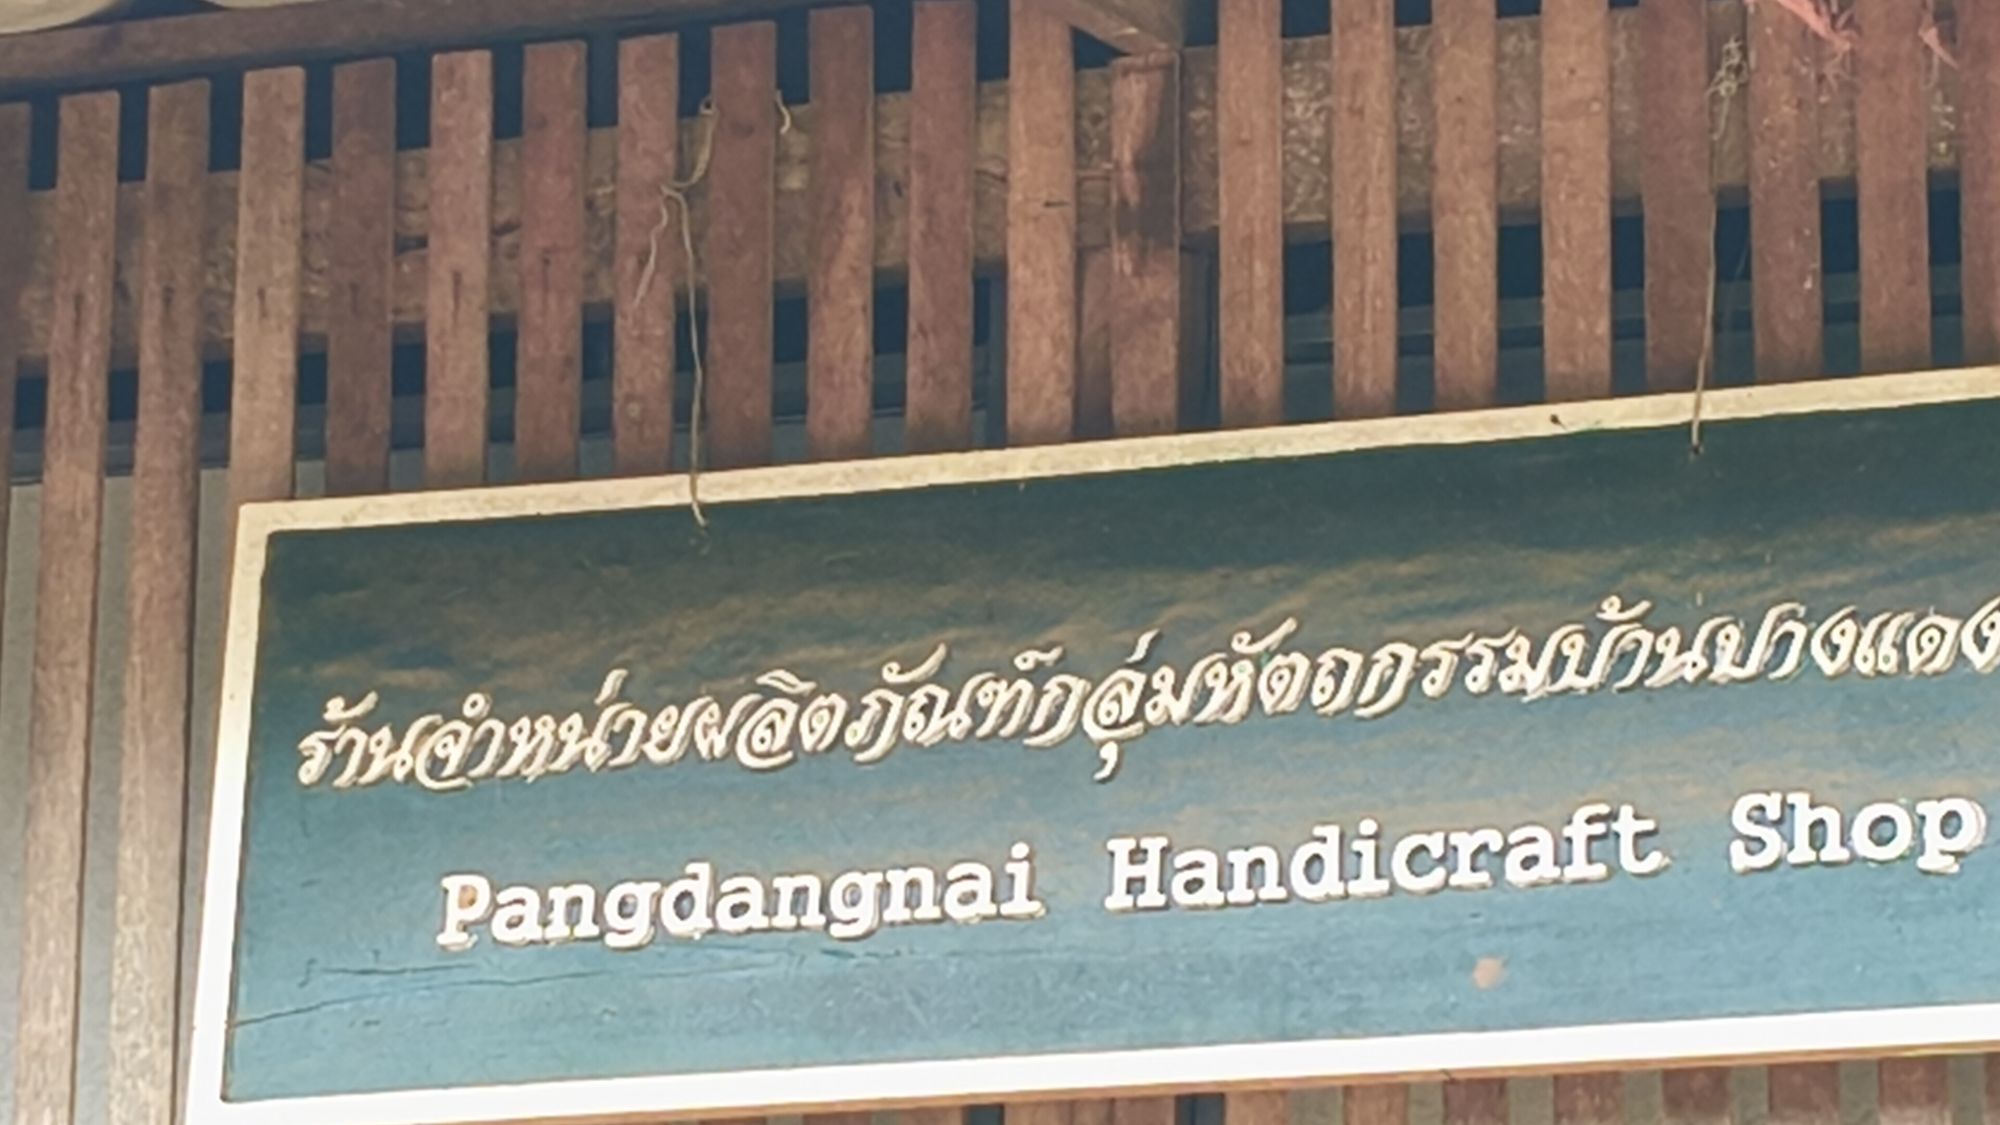 ร้านจำหน่ายผลิตภัณฑ์กลุ่มหัตถกรรมบ้านปางแดง
Pangdangnai Handicraft Shop